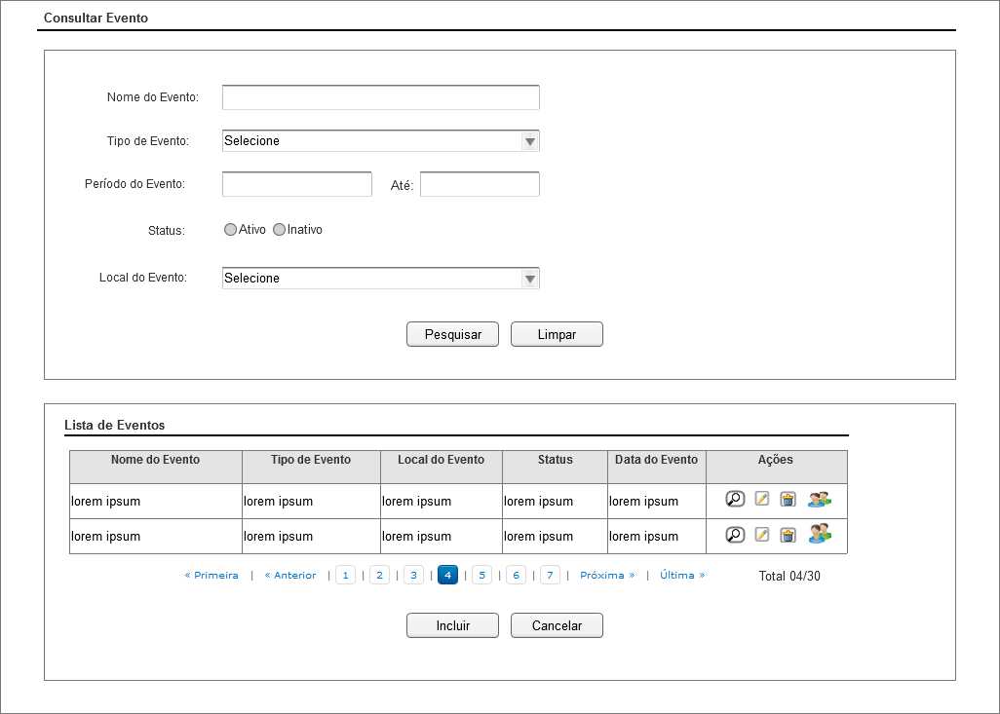 Consultar Evento
Nome do Evento:
Tipo de Evento: Selecione
Período do Evento: Até:
Status: Ativo Inativo
Local do Evento: Selecione
Pesquisar Limpar
Lista de Eventos
Nome do Evento Tipo de Evento Local do Evento Status Data do Evento Ações
lorem ipsum lorem ipsum lorem ipsum lorem ipsum lorem ipsum
lorem ipsum lorem ipsum lorem ipsum lorem ipsum lorem ipsum
« Primeira | « Anterior | 1 | 2 | 3 | 4 | 5 | 6 | 7 | Próxima » | Última » Total 04/30
Incluir Cancelar